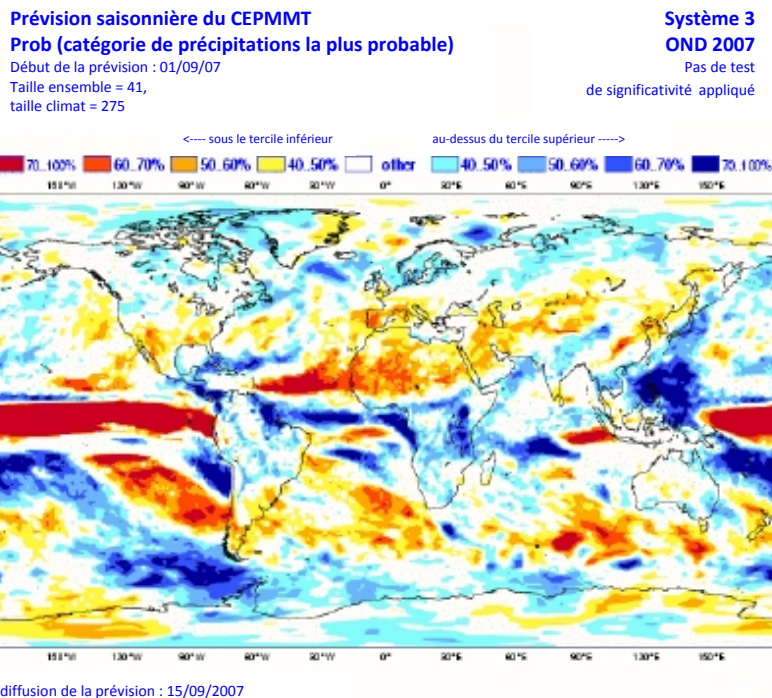 Prévision saisonnière du CEPMMT
Prob (catégorie de précipitations la plus probable)
Début de la prévision : 01/09/07
Taille ensemble = 41,
taille climat = 275
Système 3
OND 2007
Pas de test
de significativité appliqué
<---- sous le tercile inférieur au-dessus du tercile supérieur ----->
70..100% 60..70% 50..60% 40..50% other 40..50% 50..60% 60..70% 70..100%
150°W 120°W 90°W 60°W 30°W 0° 30°E 60°E 90°E 120°E 150°E
150°W 120°W 90°W 60°W 30°W 0° 30°E 60°E 90°E 120°E 150°E
diffusion de la prévision : 15/09/2007